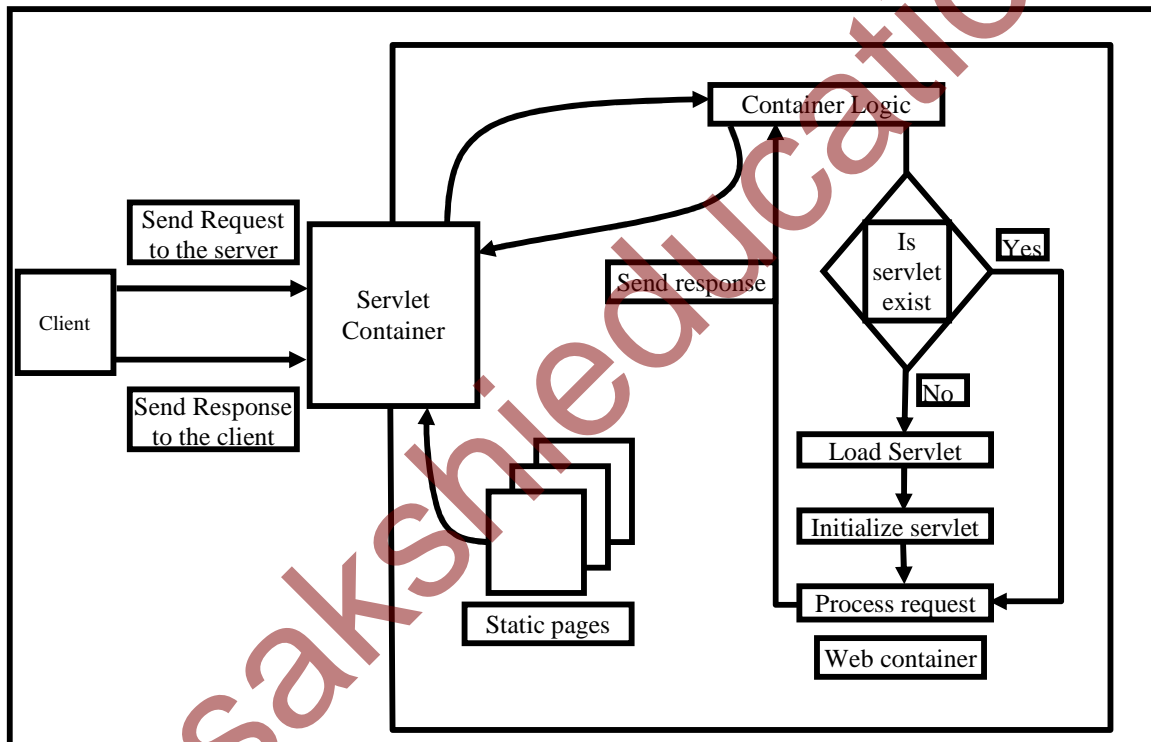 Container Logic
Send Request
to the server
Is
servlet
exist
Yes
Send response
Servlet
Container
Client
No
Send Response
to the client
Load Servlet
Initialize servlet
Process request
Static pages
Web container
sakshieducatio